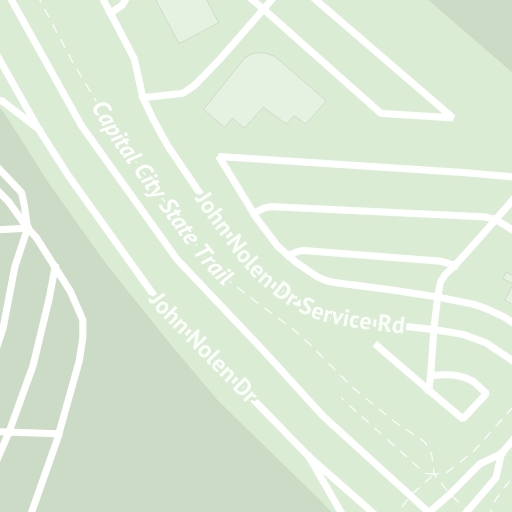 Capital City State Trail
John Nolen Dr Service Rd
John Nolen Dr